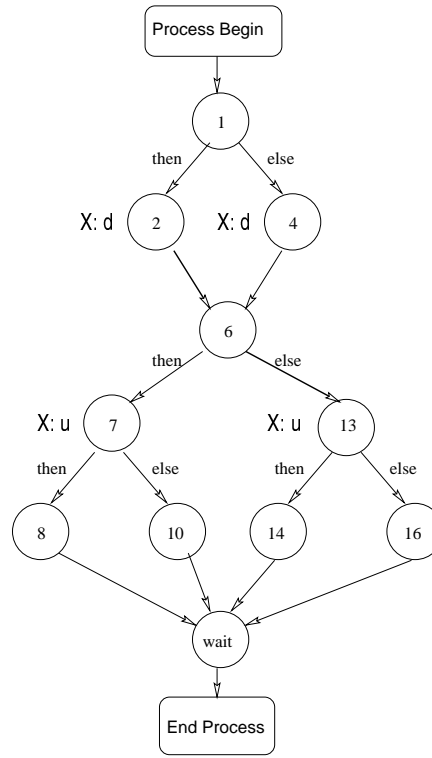 Process Begin
1
then else
X: d 2 X: d 4
6
then else
X: u 7 X: u 13
then else then else
8 10 14 16
wait
End Process